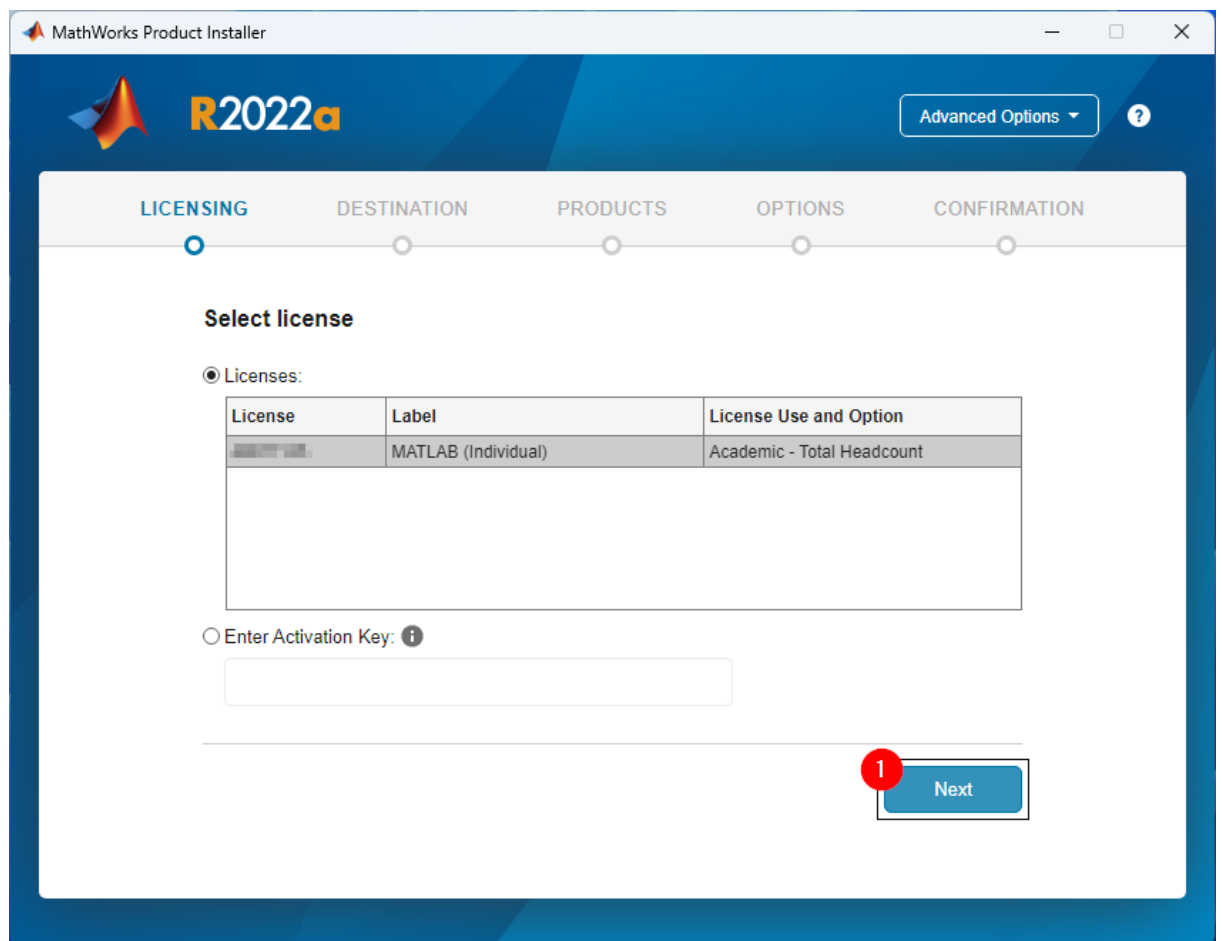 MathWorks Product Installer
R2022a
Advanced Options
?
LICENSING DESTINATION PRODUCTS OPTIONS CONFIRMATION
Select license
Licenses:
License Label License Use and Option
MATLAB (Individual) Academic - Total Headcount
Enter Activation Key: i
1
Next